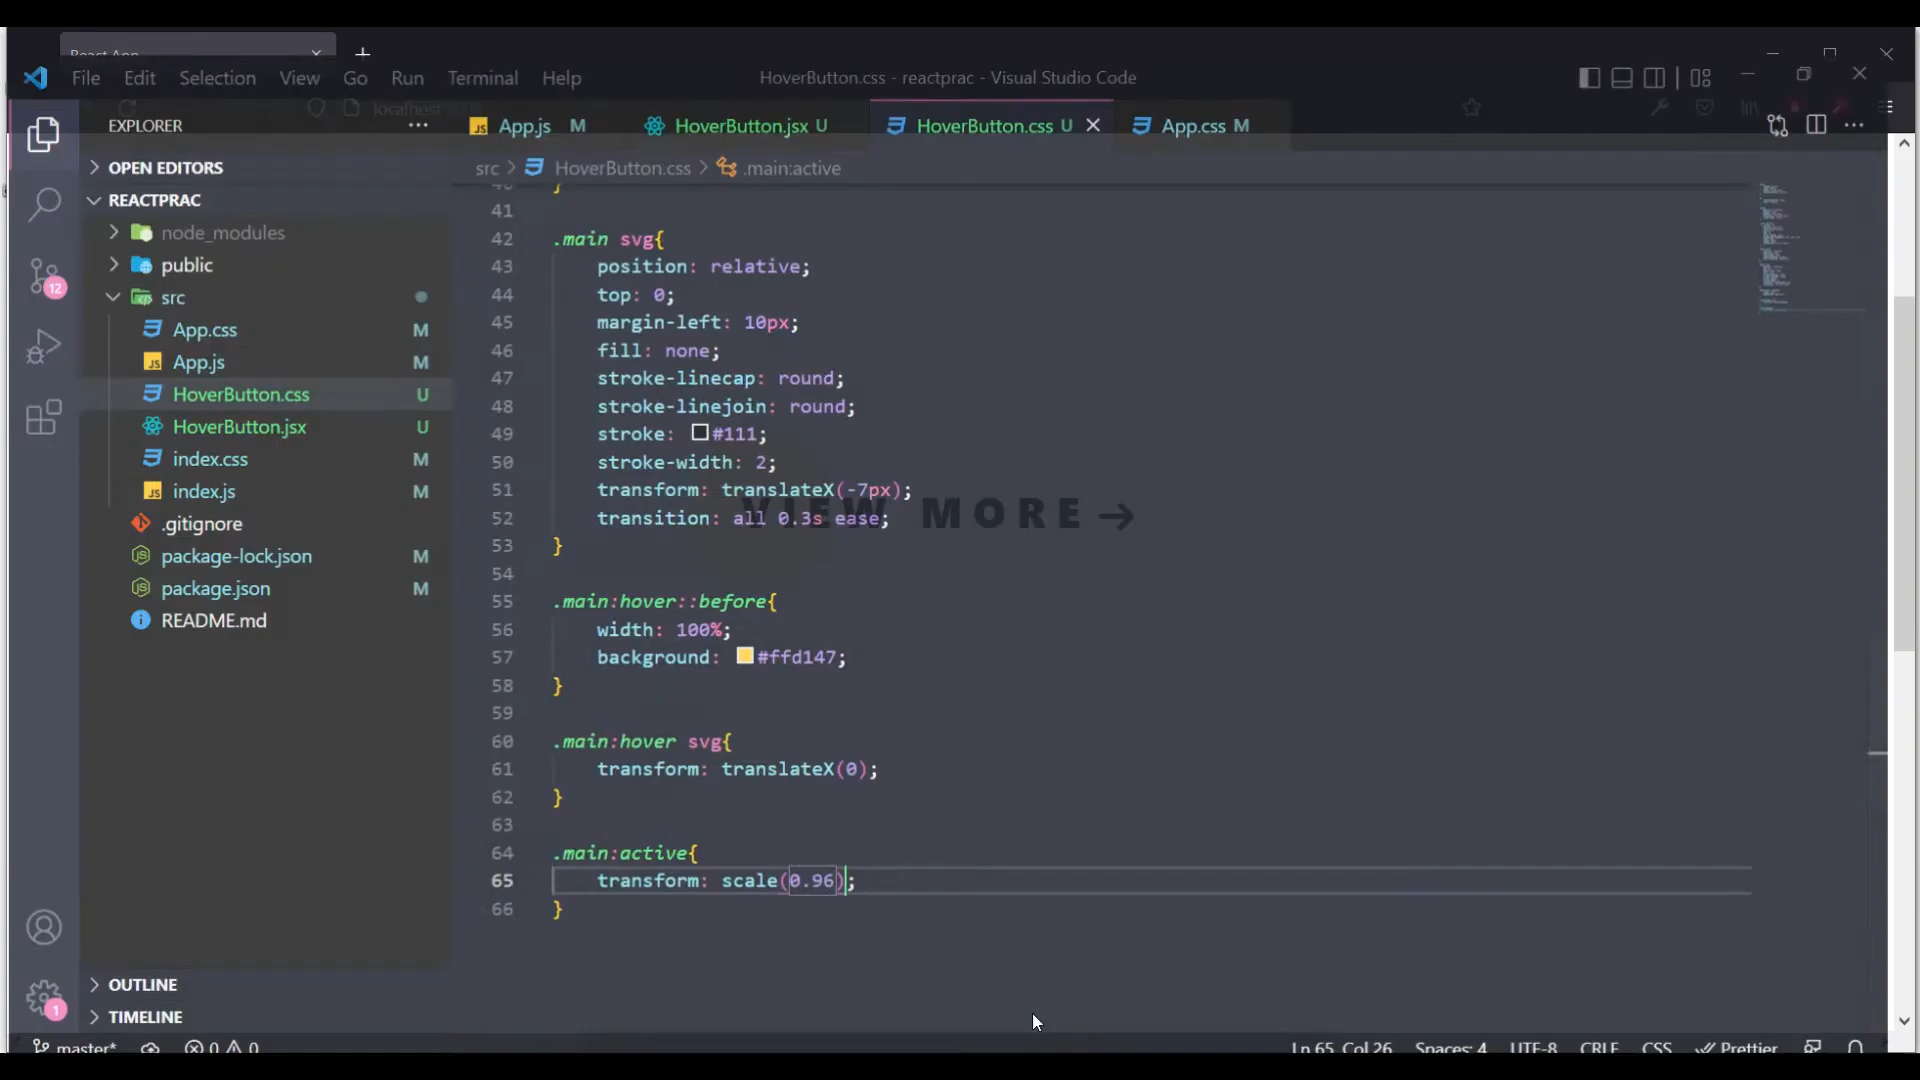 React App
File Edit Selection View Go Run Terminal Help
HoverButton.css - reactprac - Visual Studio Code
localhost
EXPLORER
App.js M
HoverButton.jsx U
HoverButton.css U
App.css M
OPEN EDITORS
src > HoverButton.css > .main:active
REACTPRAC
node_modules
public
src
App.css M
App.js M
HoverButton.css U
HoverButton.jsx U
index.css M
index.js M
.gitignore
package-lock.json M
package.json M
README.md
12
1
OUTLINE
TIMELINE
40 }
41
42 .main svg{
43 position: relative;
44 top: 0;
45 margin-left: 10px;
46 fill: none;
47 stroke-linecap: round;
48 stroke-linejoin: round;
49 stroke: #111;
50 stroke-width: 2;
51 transform: translateX(-7px);
52 transition: all 0.3s ease;
53 }
54
55 .main:hover::before{
56 width: 100%;
57 background: #ffd147;
58 }
59
60 .main:hover svg{
61 transform: translateX(0);
62 }
63
64 .main:active{
65 transform: scale(0.96);
66 }
VIEW MORE→
master* 0 0
Ln 65, Col 26 Spaces: 4 UTF-8 CRLF CSS Prettier